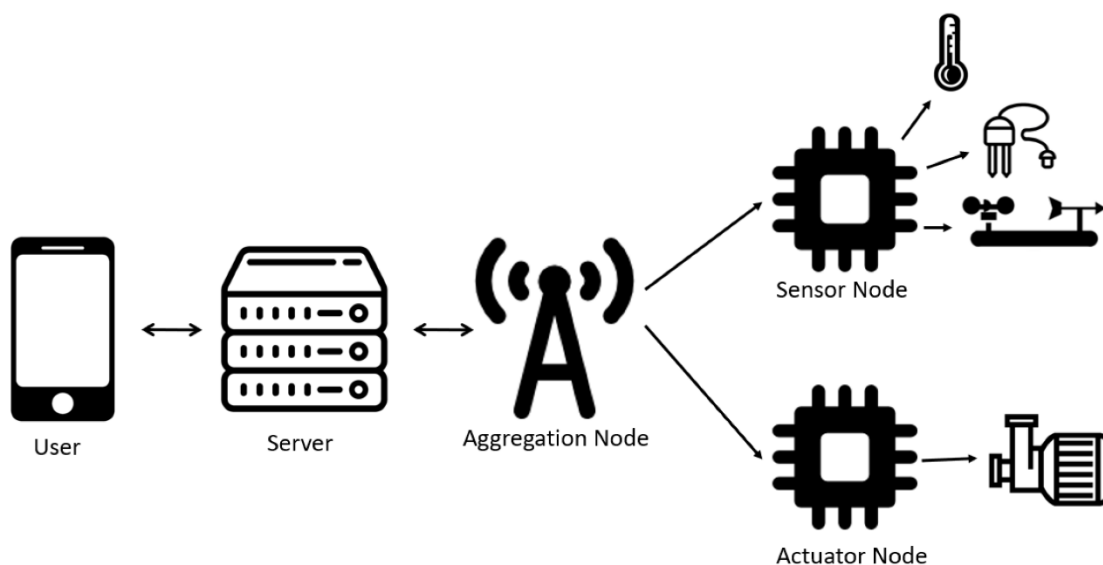 User
Server
Aggregation Node
Sensor Node
Actuator Node